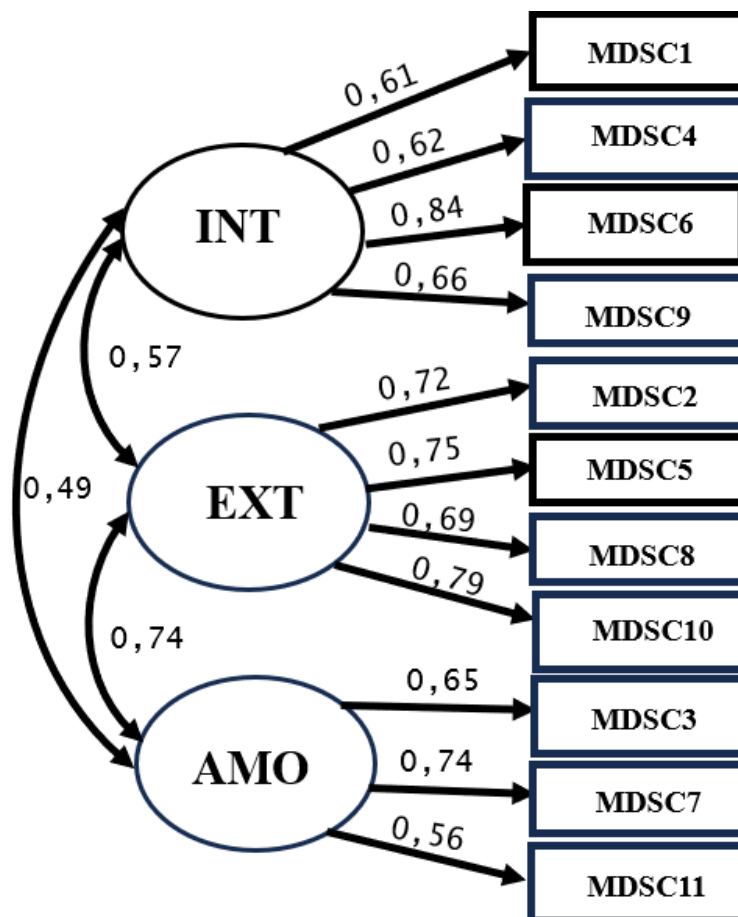 0,61
MDSC1
0,62
MDSC4
INT
0,84
MDSC6
0,66
MDSC9
0,57
0,72
MDSC2
0,75
MDSC5
0,49
EXT
0,69
MDSC8
0,79
MDSC10
0,74
0,65
MDSC3
AMO
0,74
MDSC7
0,56
MDSC11